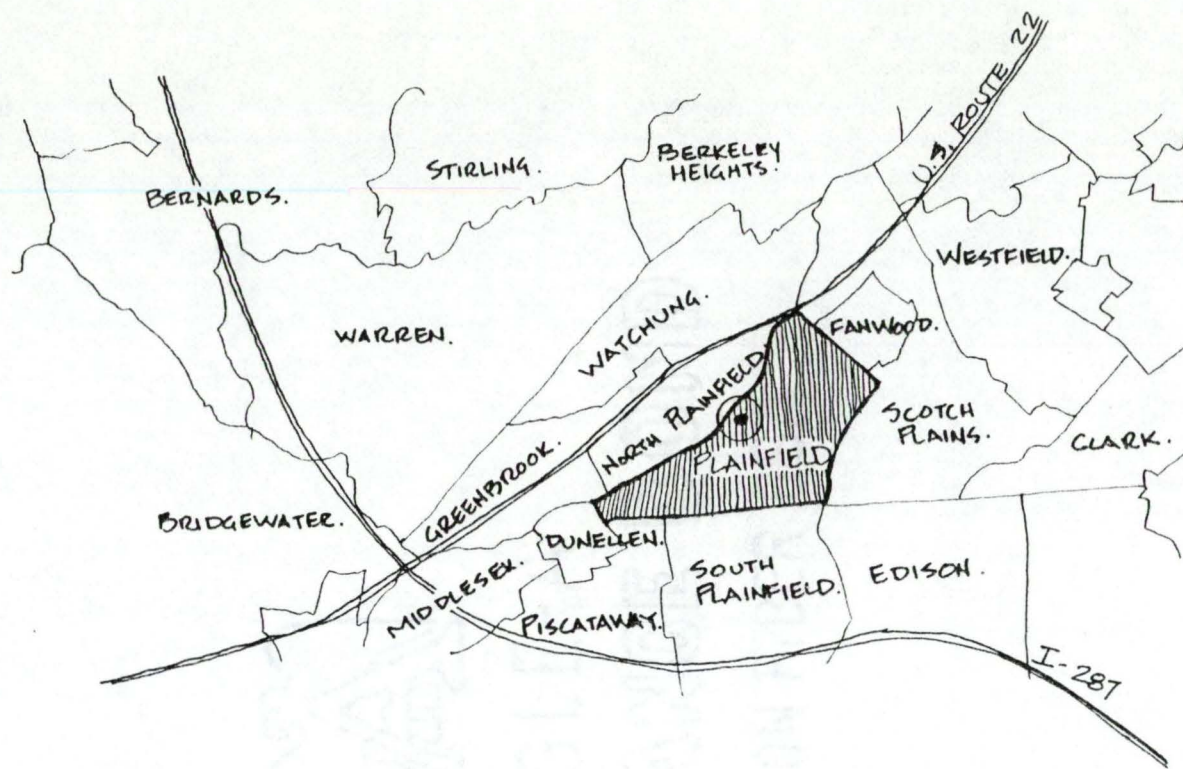 U.S. ROUTE 22
BERKELEY
HEIGHTS.
STIRLING.
BERNARDS.
WESTFIELD.
WATCHUNG.
FANWOOD.
WARREN.
NORTH PLAINFIELD
SCOTCH
PLAINS.
CLARK.
PLAINFIELD
GREENBROOK.
BRIDGEWATER.
DUNELLEN.
MIDDLESEX.
SOUTH
PLAINFIELD.
EDISON.
PISCATAWAY.
I-287